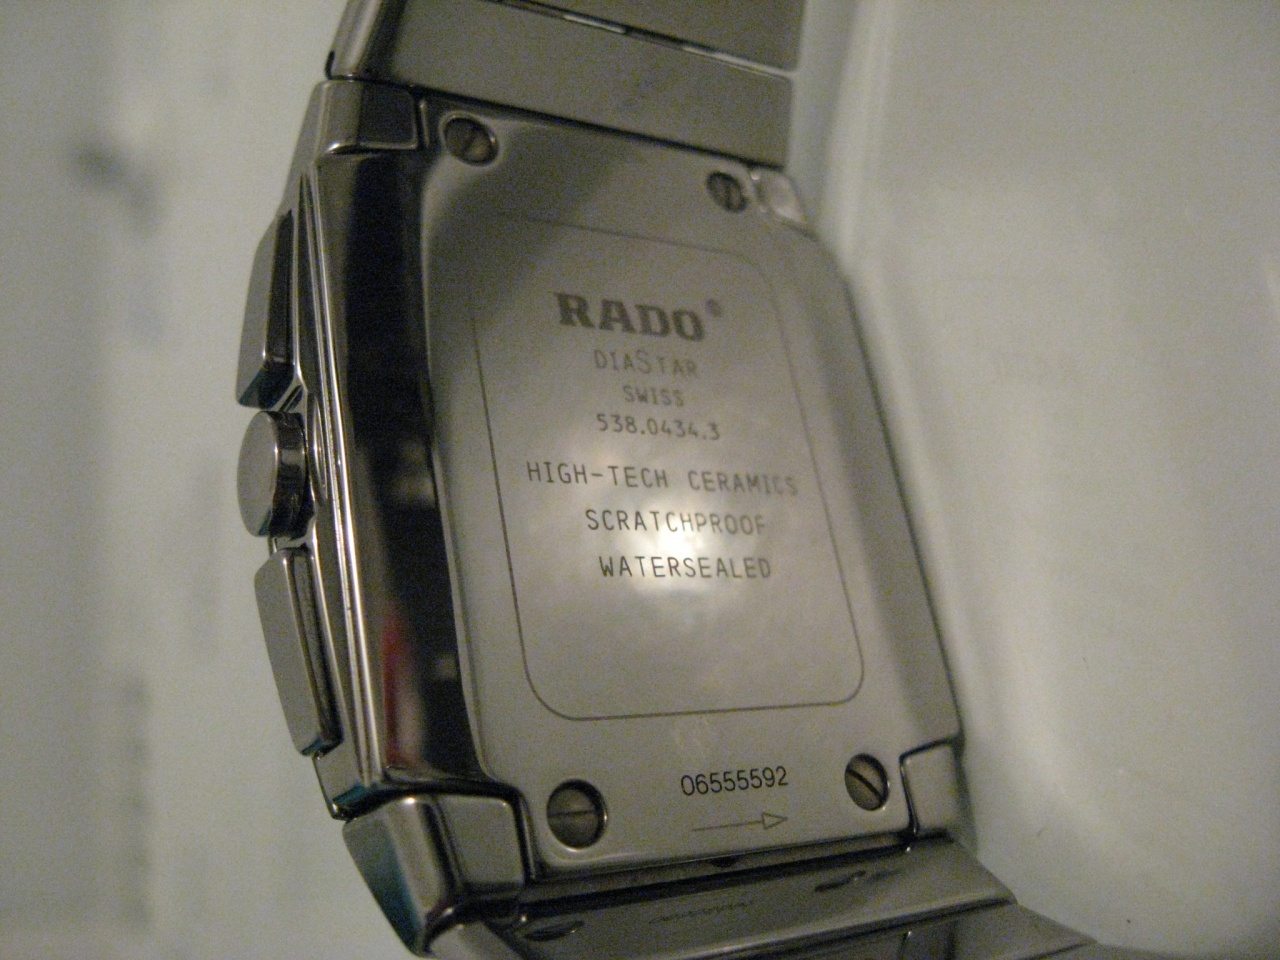 RADO®
DIASTAR
SWISS
538.0434.3
HIGH-TECH CERAMICS
SCRATCHPROOF
WATERSEALED
06555592